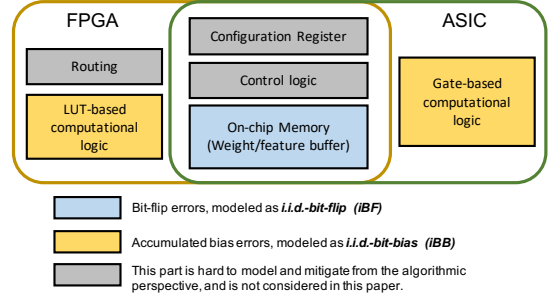 FPGA
ASIC
Routing
LUT-based
computational
logic
Configuration Register
Control logic
On-chip Memory
(Weight/feature buffer)
Gate-based
computational
logic
Bit-flip errors, modeled as i.i.d.-bit-flip (iBF)
Accumulated bias errors, modeled as i.i.d.-bit-bias (iBB)
This part is hard to model and mitigate from the algorithmic
perspective, and is not considered in this paper.